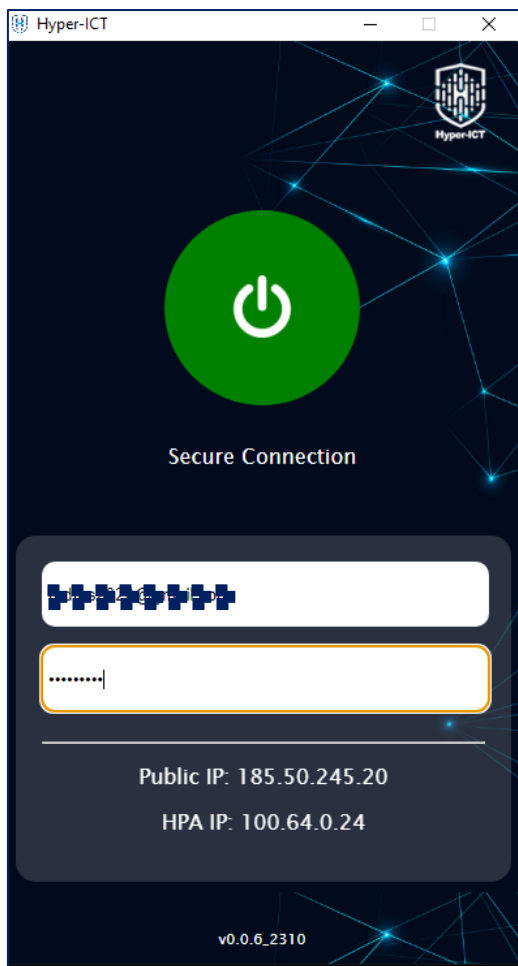 Hyper-ICT
Hyper-ICT
Secure Connection
Public IP: 185.50.245.20
HPA IP: 100.64.0.24
v0.0.6_2310